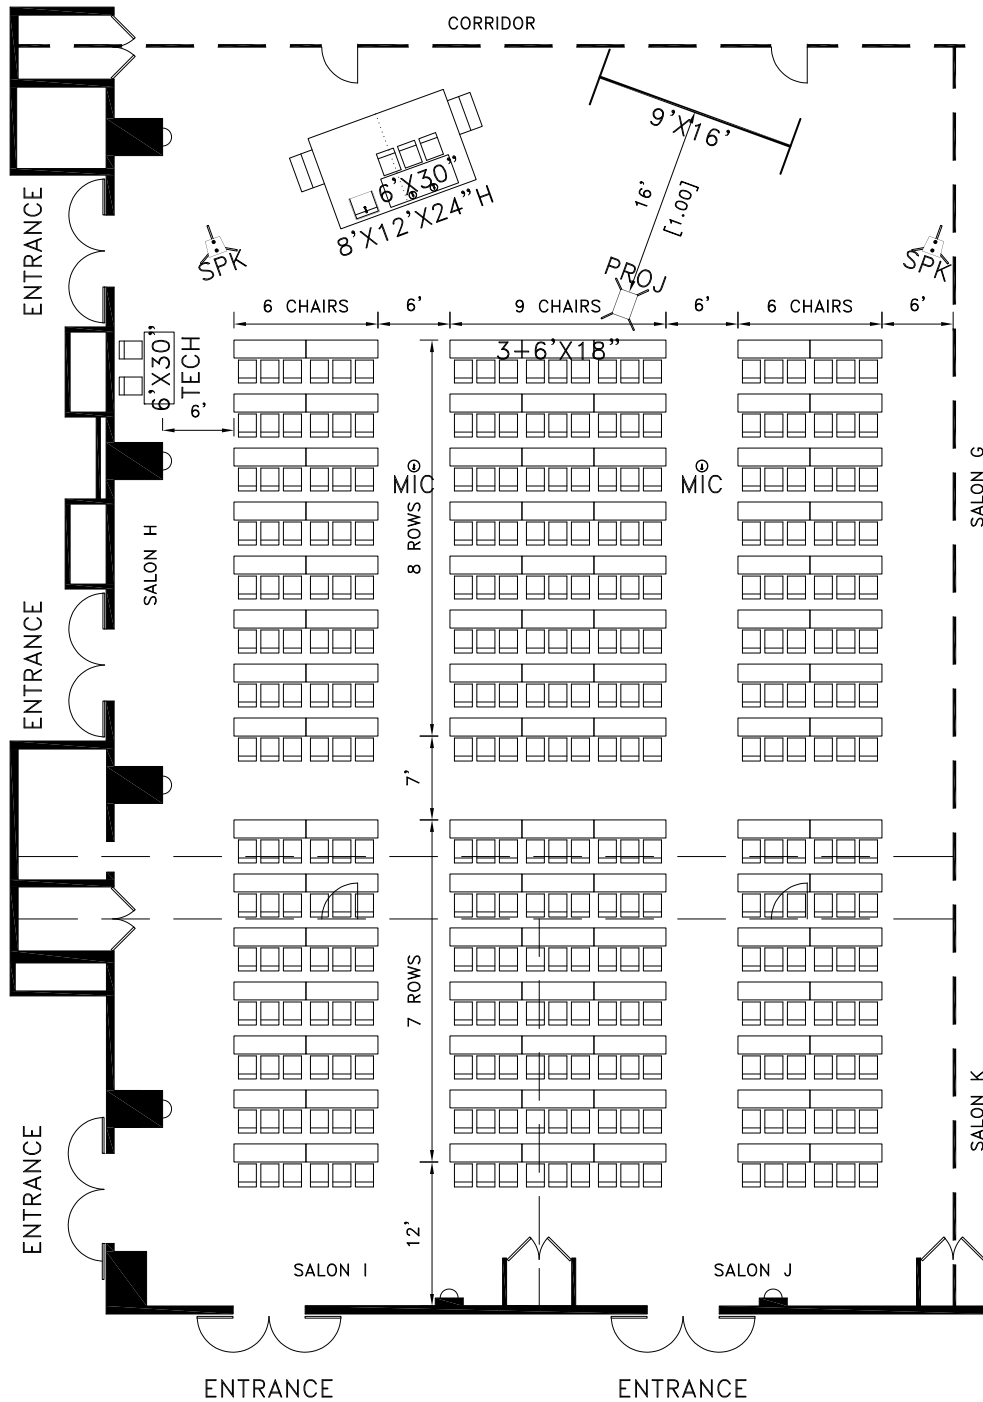 CORRIDOR
9'X16'
6'X30"
8'X12'X24"H
16'
[1.00]
ENTRANCE
SPK
PROJ
SPK
6 CHAIRS
6'
9 CHAIRS
6'
6 CHAIRS
6'
6'X30"
TECH
3-6'X18"
6'
MIC
MIC
SALON G
8 ROWS
SALON H
ENTRANCE
7'
7 ROWS
SALON K
ENTRANCE
12'
SALON I
SALON J
ENTRANCE
ENTRANCE